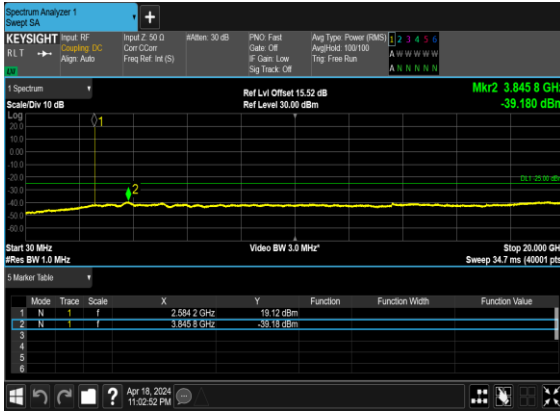 Spectrum Analyzer 1
Swept SA
+
KEYSIGHT Input: RF Input Z: 50 Ω #Atten: 30 dB PNO: Fast Avg Type: Power (RMS) 1 2 3 4 5 6
RLT Coupling: DC Corr CCorr Gate: Off Avg|Hold: 100/100 A W W W W W
Align: Auto Freq Ref: Int (S) IF Gain: Low Trig: Free Run
Sig Track: Off A N N N N N
1 Spectrum Ref Lvl Offset 15.52 dB Mkr2 3.845 8 GHz
Scale/Div 10 dB Ref Level 30.00 dBm -39.180 dBm
Log
20.0
10.0
0.00
-10.0
-20.0
-30.0
-40.0
-50.0
-60.0
1
2
DL1 -25.00 dBm
Start 30 MHz Video BW 3.0 MHz* Stop 20.000 GH
#Res BW 1.0 MHz Sweep 34.7 ms (40001 pts
5 Marker Table
Mode Trace Scale X Y Function Function Width Function Value
1 N 1 f 2.584 2 GHz 19.12 dBm
2 N 1 f 3.845 8 GHz -39.18 dBm
3
4
5
6
?
Apr 18, 2024
11:02:52 PM